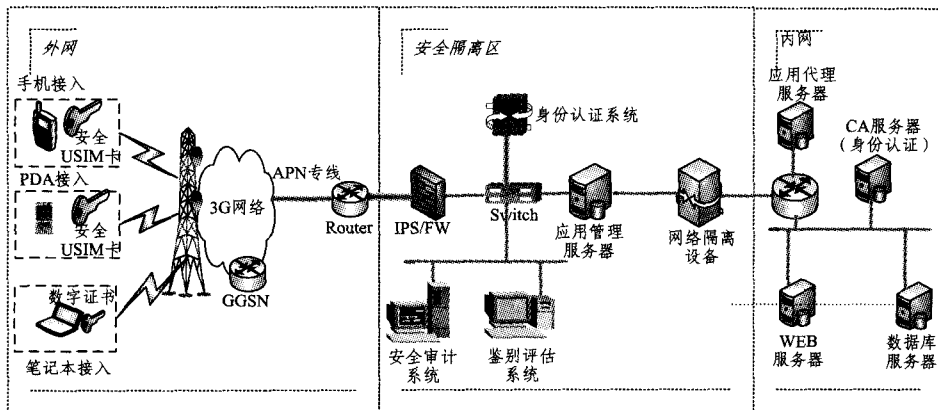 外网
手机接入
安全
USIM卡
PDA接入
安全
USIM卡
数字证书
笔记本接入
3G网络
GGSN
APN专线
Router
安全隔离区
身份认证系统
IPS/FW
Switch
应用管理
服务器
网络隔离
设备
安全审计
系统
鉴别评估
系统
内网
应用代理
服务器
CA服务器
(身份认证)
WEB
服务器
数据库
服务器